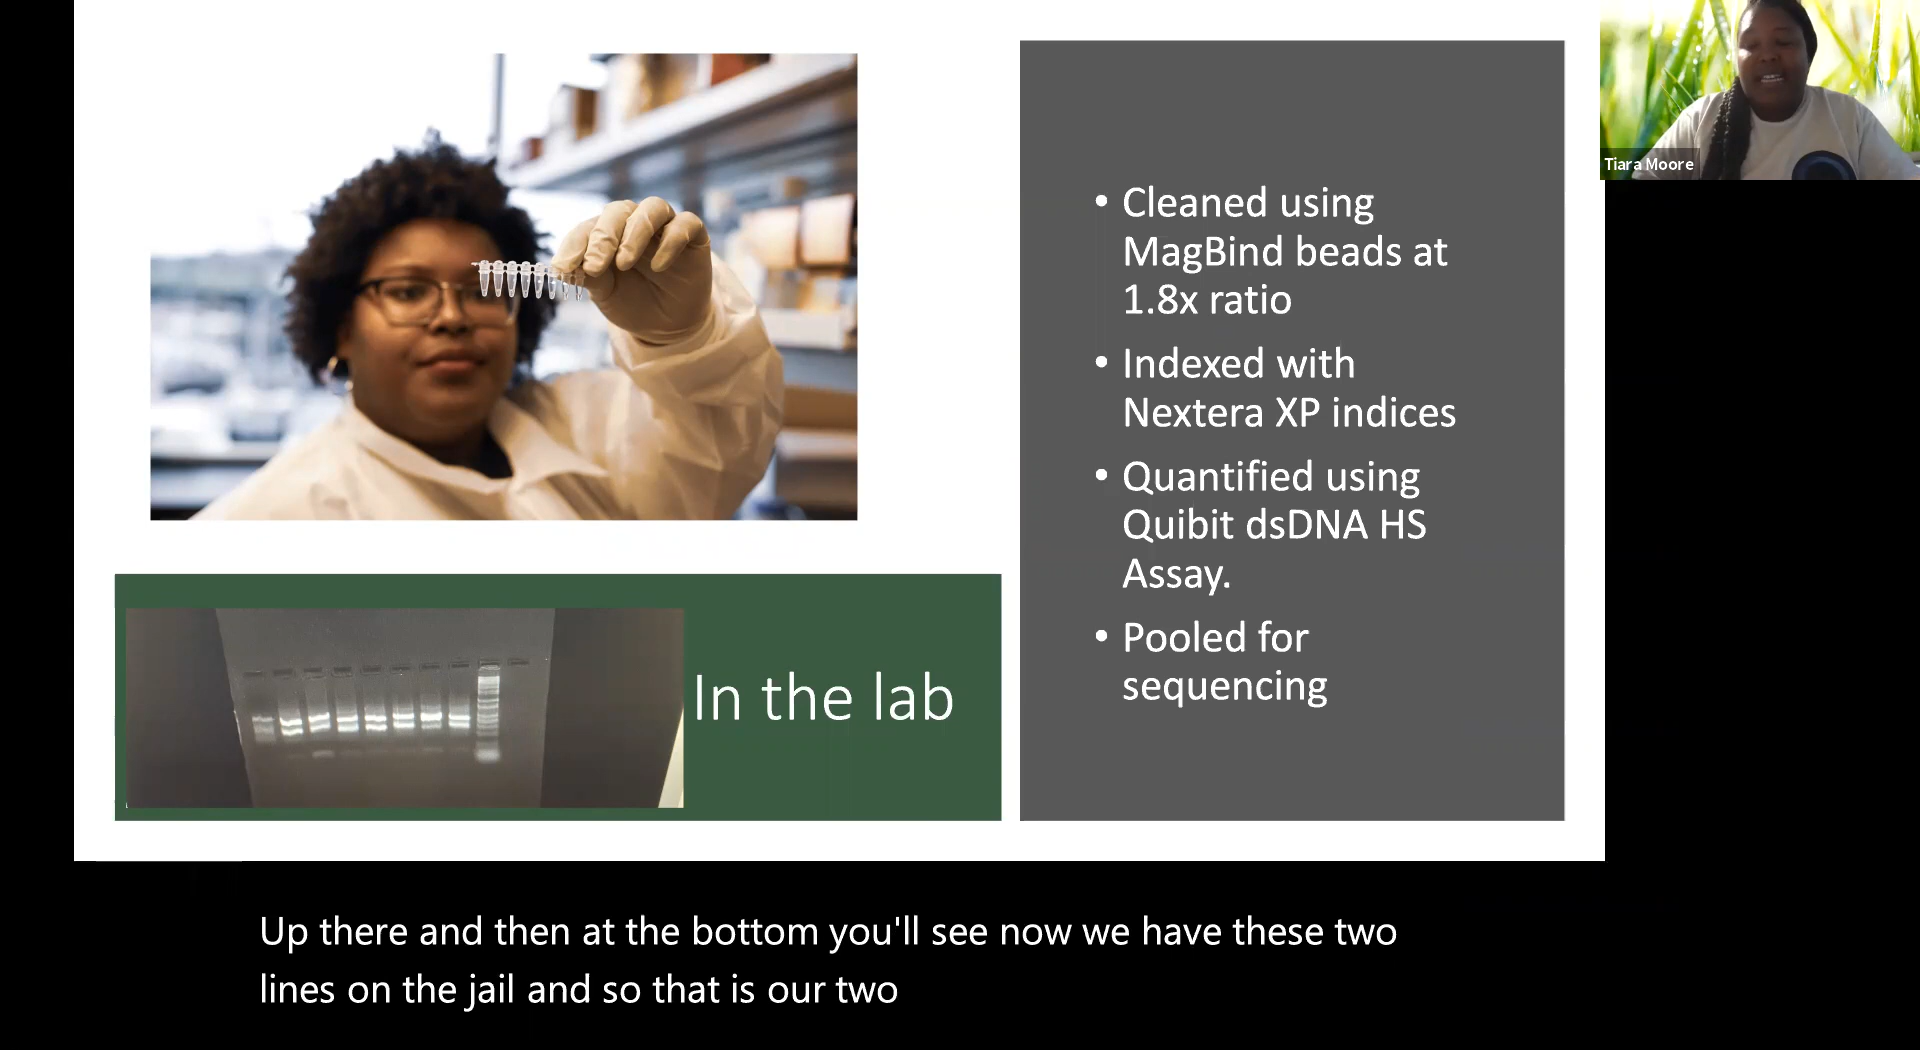 Tiara Moore
• Cleaned using
MagBind beads at
1.8x ratio
• Indexed with
Nextera XP indices
• Quantified using
Quibit dsDNA HS
Assay.
• Pooled for
sequencing
In the lab
Up there and then at the bottom you'll see now we have these two
lines on the jail and so that is our two